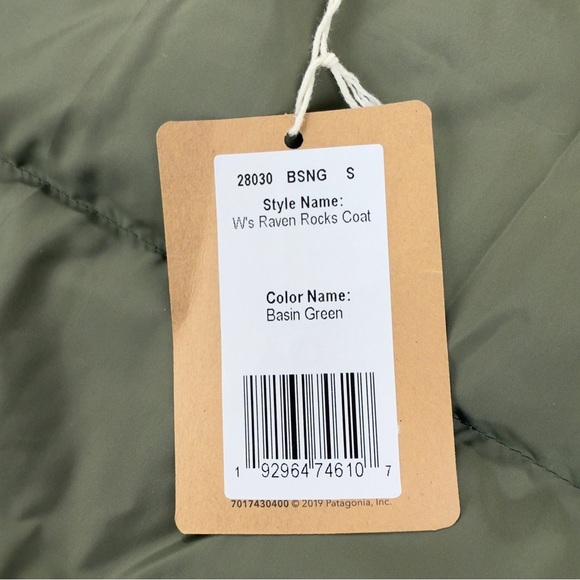 28030 BSNG S
Style Name:
W's Raven Rocks Coat
Color Name:
Basin Green
1 92964 74610 7
7017430400 © 2019 Patagonia, Inc.